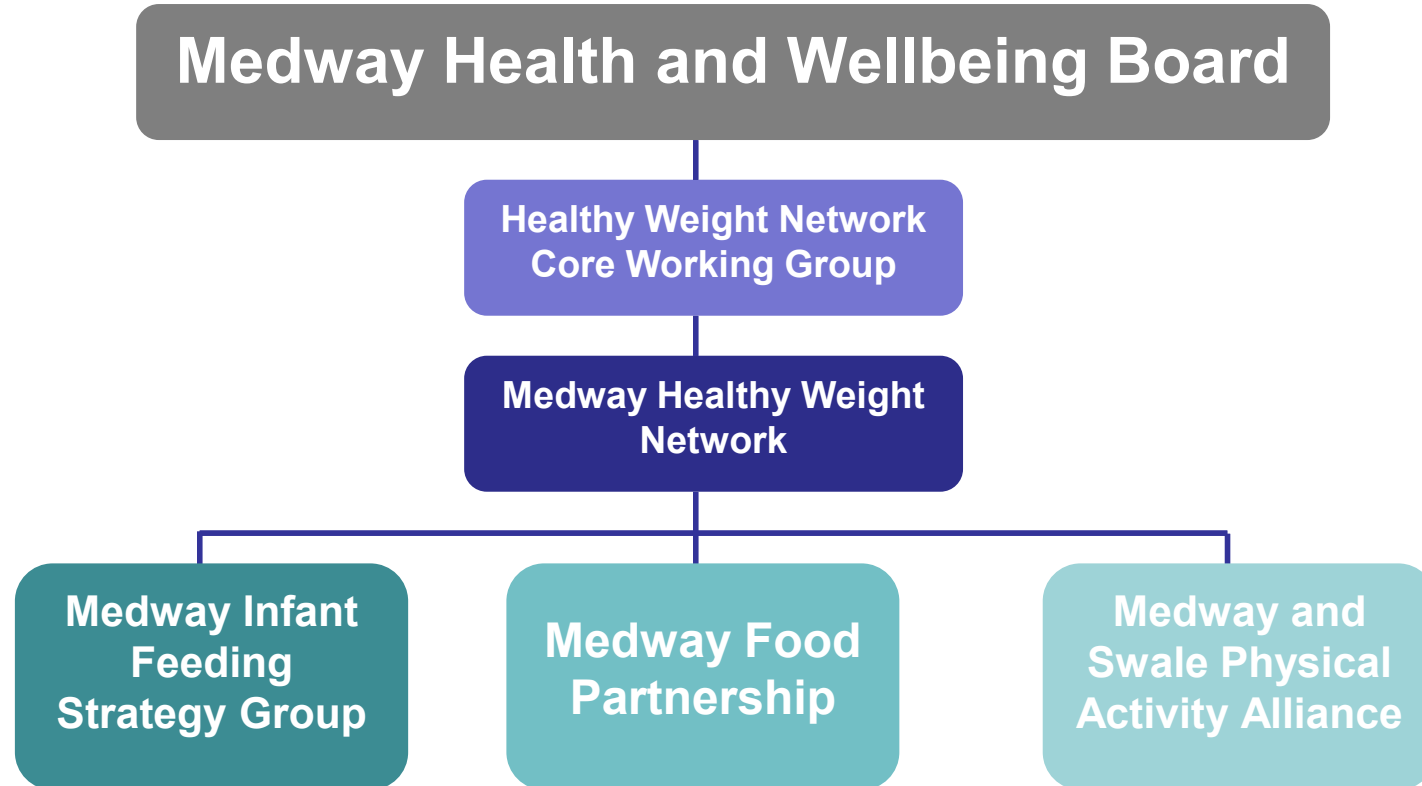 Medway Health and Wellbeing Board
Healthy Weight Network
Core Working Group
Medway Healthy Weight
Network
Medway Infant
Feeding
Strategy Group
Medway Food
Partnership
Medway and
Swale Physical
Activity Alliance